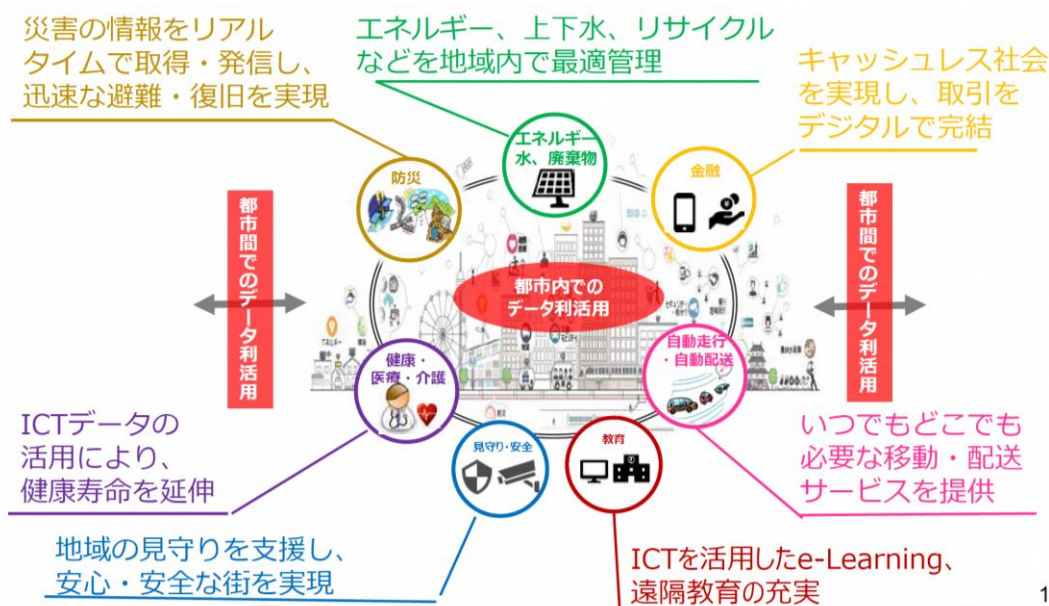 災害の情報をリアル
タイムで取得・発信し、
迅速な避難・復旧を実現
エネルギー、上下水、リサイクル
などを地域内で最適管理
キャッシュレス社会
を実現し、取引を
デジタルで完結
エネルギー
水、廃棄物
防災
金融
都市間でのデータ利活用
都市内での
データ利活用
都市間でのデータ利活用
健康・
医療・介護
自動走行
・自動配送
見守り・安全
教育
ICTデータの
活用により、
健康寿命を延伸
いつでもどこでも
必要な移動・配送
サービスを提供
地域の見守りを支援し、
安心・安全な街を実現
ICTを活用したe-Learning、
遠隔教育の充実
1